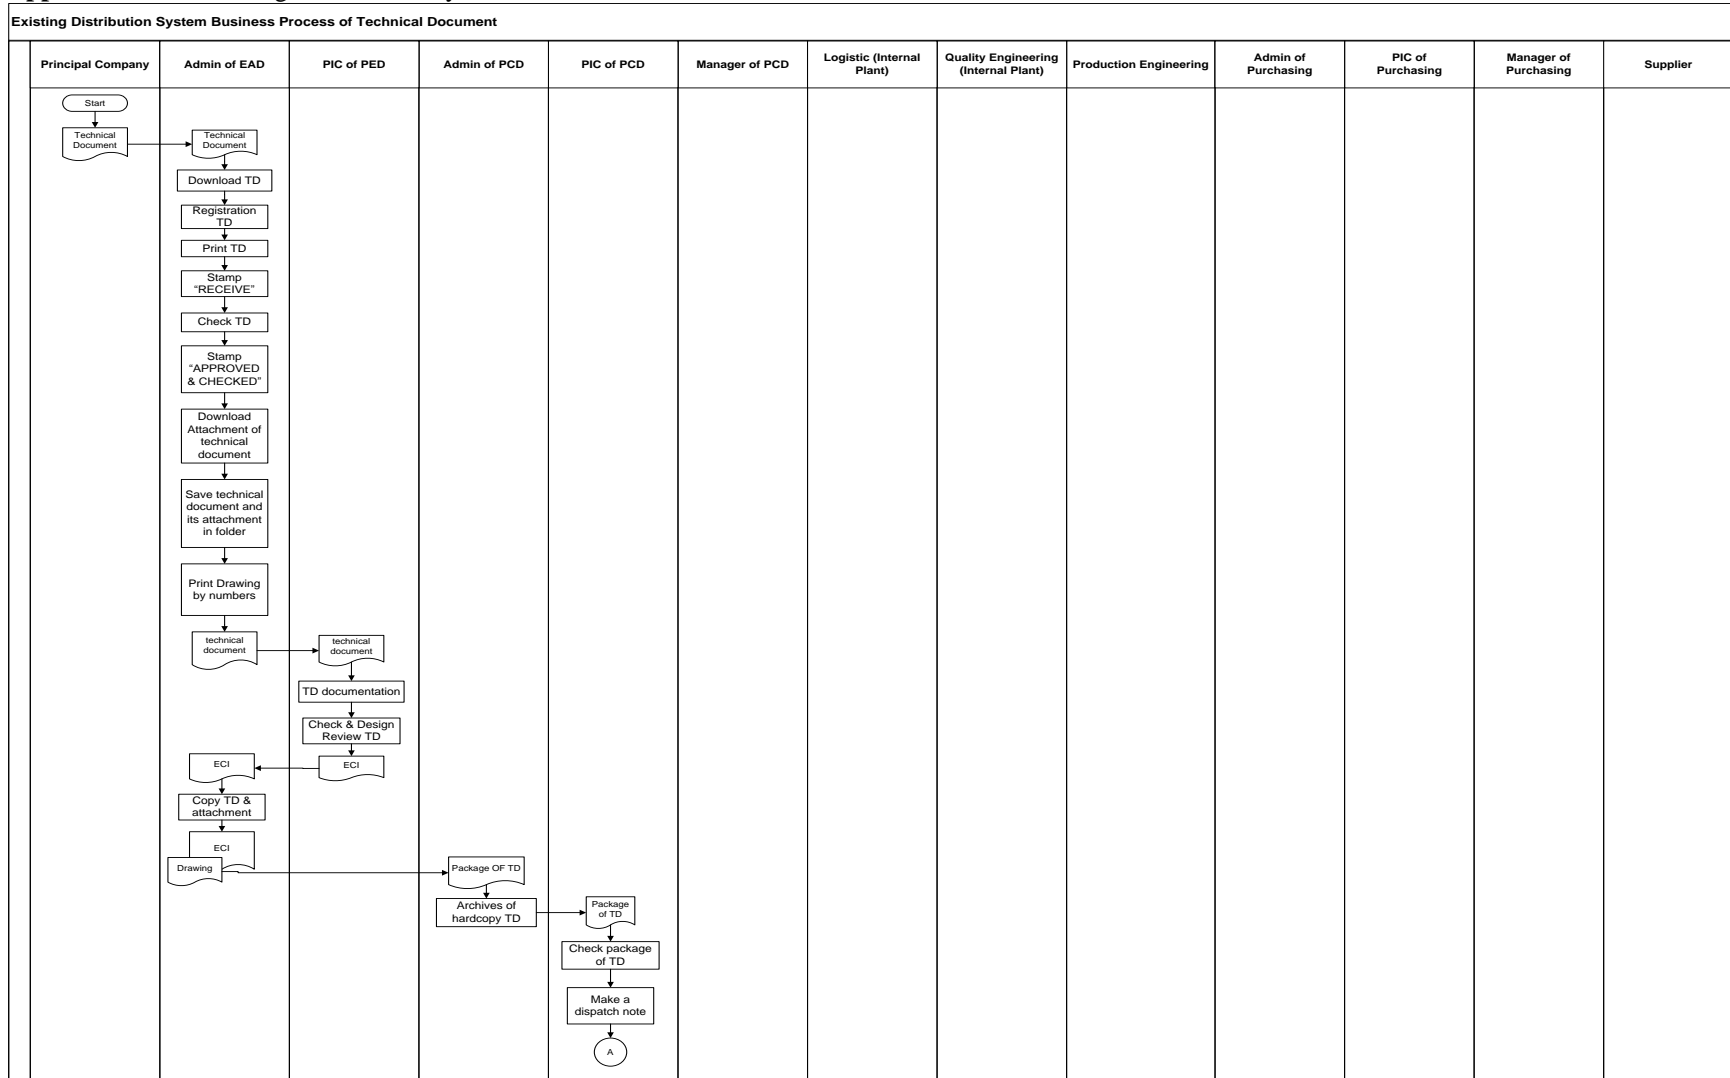 Existing Distribution System Business Process of Technical Document
Principal Company
Admin of EAD
PIC of PED
Admin of PCD
PIC of PCD
Manager of PCD
Logistic (Internal
Plant)
Quality Engineering
(Internal Plant)
Production Engineering
Admin of
Purchasing
PIC of
Purchasing
Manager of
Purchasing
Supplier
Start
Technical
Document
Technical
Document
Download TD
Registration
TD
Print TD
Stamp
“RECEIVE”
Check TD
Stamp
“APPROVED
& CHECKED”
Download
Attachment of
technical
document
Save technical
document and
its attachment
in folder
Print Drawing
by numbers
technical
document
technical
document
TD documentation
Check & Design
Review TD
ECI
ECI
Copy TD &
attachment
ECI
Drawing
Package OF TD
Archives of
hardcopy TD
Package
of TD
Check package
of TD
Make a
dispatch note
A